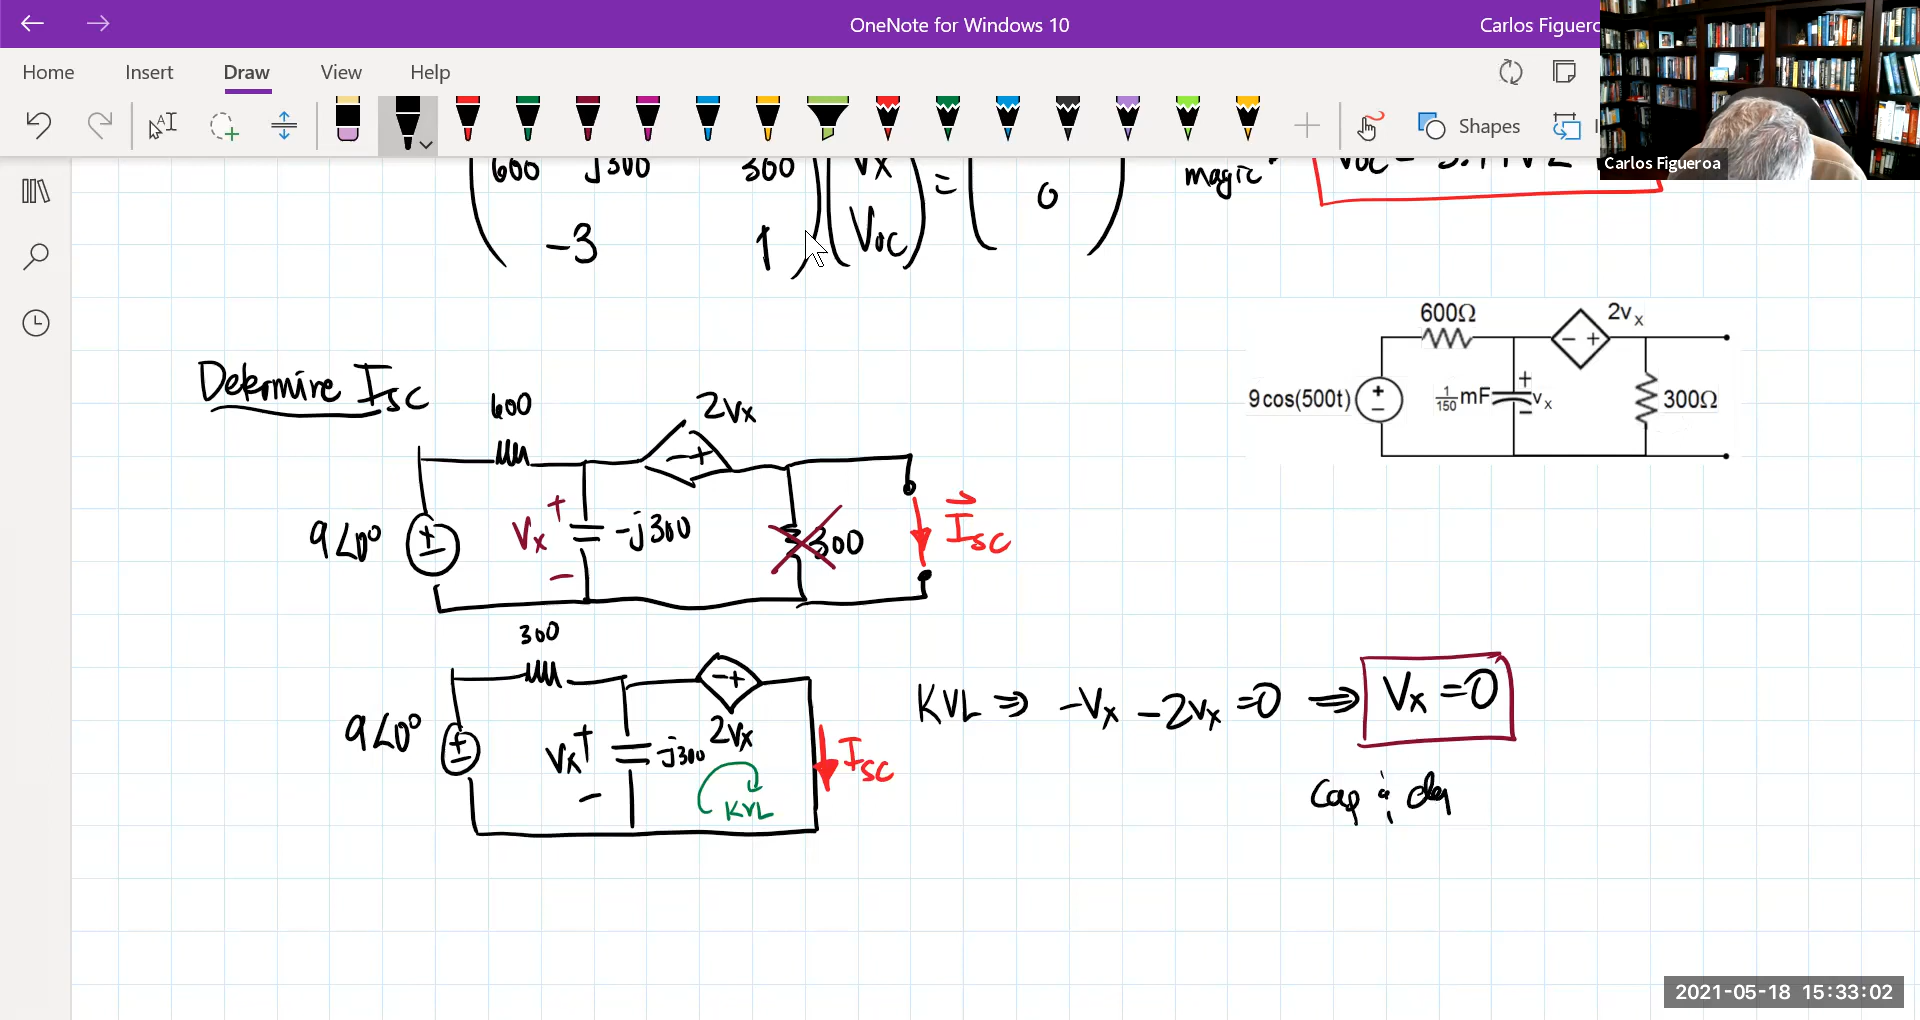 OneNote for Windows 10
Carlos Figuero
Home Insert Draw View Help
Shapes
Carlos Figueroa
600 j300 300 Vx = 0
-3 1 Voc
magic
Determine Isc
600
2Vx
9∠0°
+
Vx
-
-j300
300
Isc
300
9∠0°
Vx +
-
-j300
2Vx
KVL
Isc
KVL ⇒ -Vx - 2Vx = 0 ⇒ Vx = 0
Cap &
600Ω
2vx
9cos(500t)
1/150 mF
+
vx
-
300Ω
2021-05-18 15:33:02